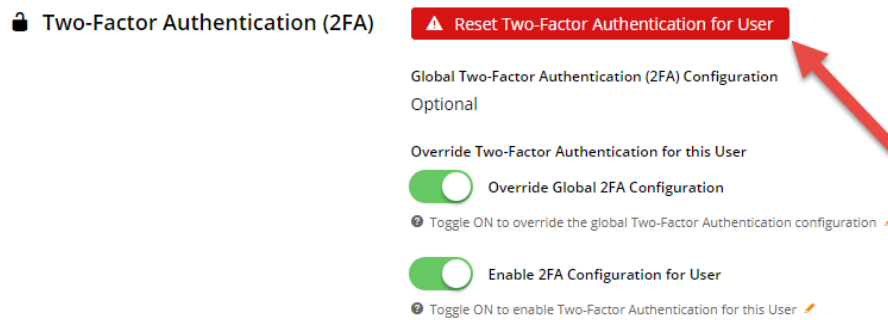 Two-Factor Authentication (2FA)
Reset Two-Factor Authentication for User
Global Two-Factor Authentication (2FA) Configuration
Optional
Override Two-Factor Authentication for this User
Override Global 2FA Configuration
Toggle ON to override the global Two-Factor Authentication configuration
Enable 2FA Configuration for User
Toggle ON to enable Two-Factor Authentication for this User